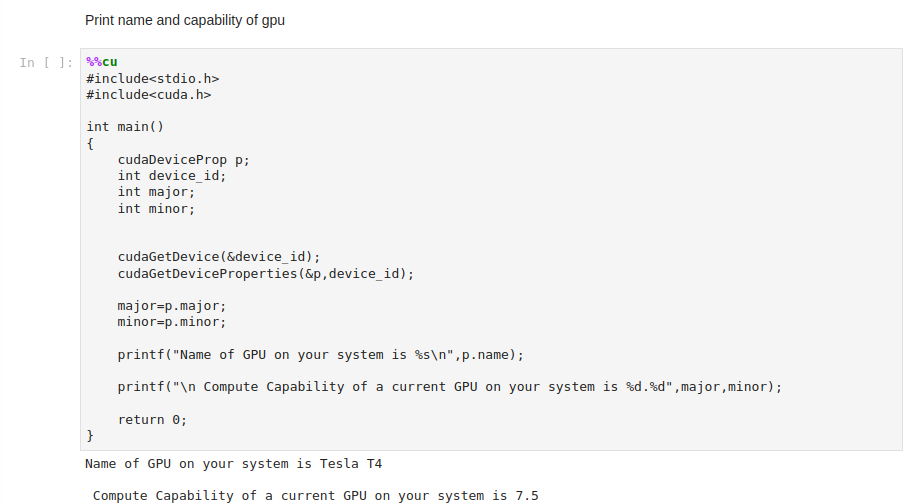 Print name and capability of gpu
In [ ]: %%cu
#include<stdio.h>
#include<cuda.h>

int main()
{
    cudaDeviceProp p;
    int device_id;
    int major;
    int minor;


    cudaGetDevice(&device_id);
    cudaGetDeviceProperties(&p,device_id);

    major=p.major;
    minor=p.minor;

    printf("Name of GPU on your system is %s\n",p.name);

    printf("\n Compute Capability of a current GPU on your system is %d.%d",major,minor);

    return 0;
}
Name of GPU on your system is Tesla T4

 Compute Capability of a current GPU on your system is 7.5